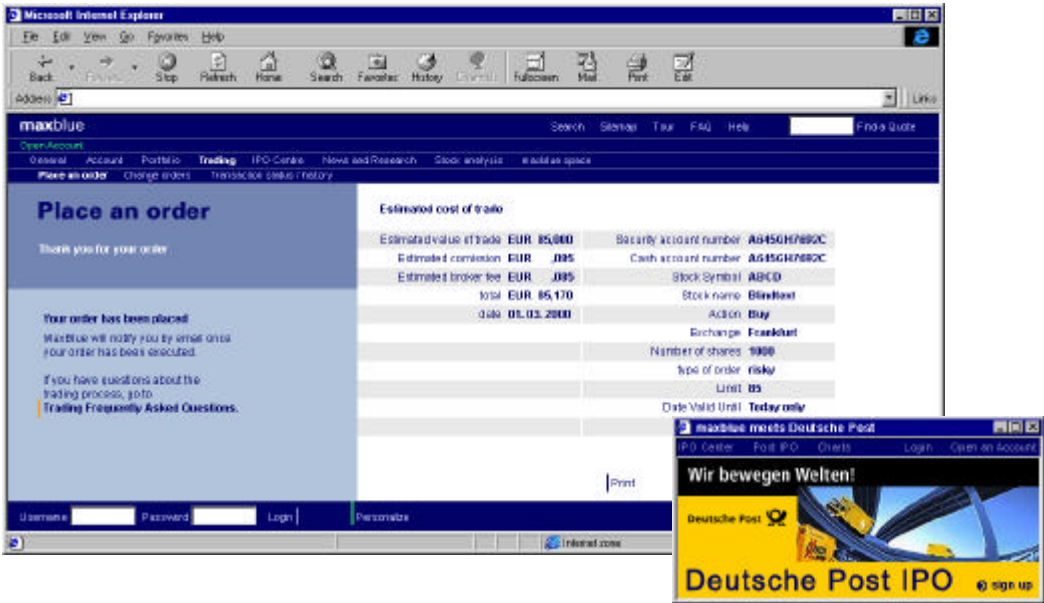 Microsoft Internet Explorer
File Edit View Go Favorites Help
Back Stop Refresh Home Search Favorites History Fullscreen Mail Print Edit
Address Links
maxblue Search Sitemap Tour FAQ Help Find a Quote
Open Account
General Account Portfolio Trading IPO-Centre News and Research Stock analysis maxblue space
Place an order Change orders Transaction status / history
Place an order
Thank you for your order
Your order has been placed
MaxBlue will notify you by email once
your order has been executed.
If you have questions about the
trading process, go to
Trading Frequently Asked Questions.
Estimated cost of trade
Estimated value of trade EUR 85,000
Estimated comission EUR ,085
Estimated broker fee EUR ,085
total EUR 85,170
date 01.03.2000
Security account number A645GH7692C
Cash account number A645GH7692C
Stock Symbol ABCD
Stock name Blindtext
Action Buy
Exchange Frankfurt
Number of shares 1000
type of order risky
Limit 85
Date Valid Until Today only
Print
Username Password Login Personalize
Internet zone
maxblue meets Deutsche Post
IPO Center Post IPO Charts Login Open an Account
Wir bewegen Welten!
Deutsche Post
Deutsche Post IPO sign up